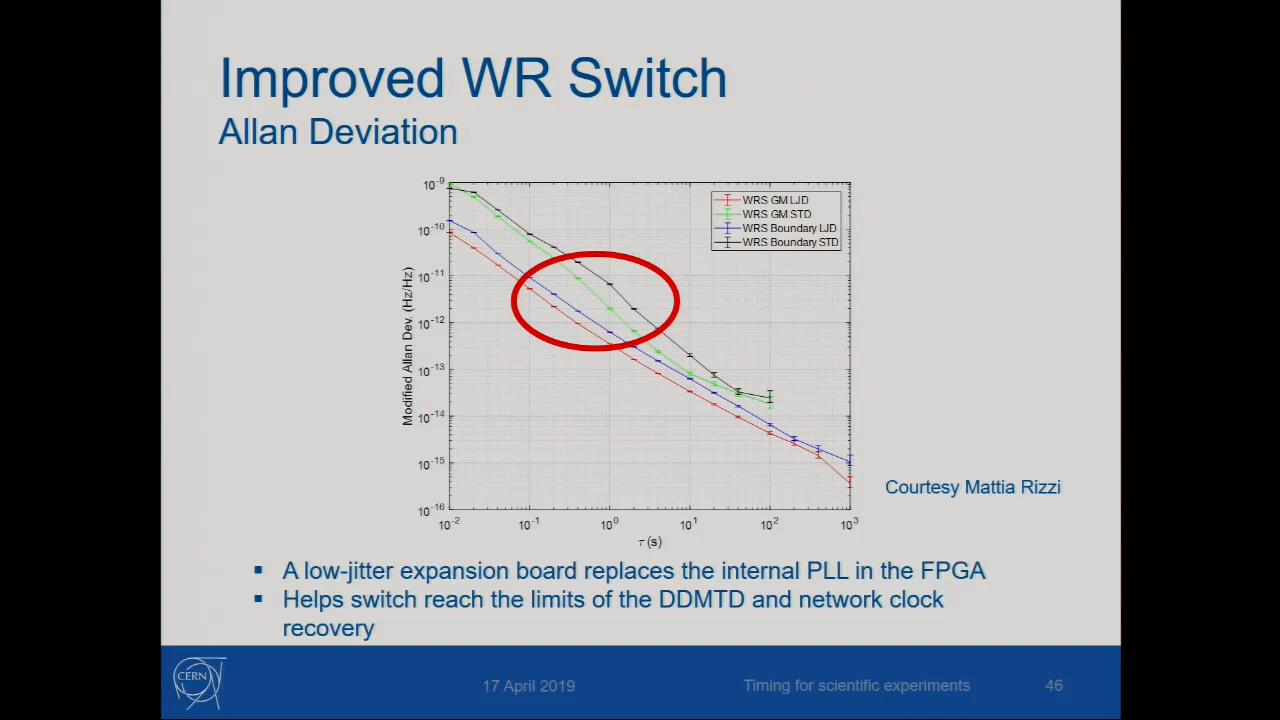 Improved WR Switch
Allan Deviation
10-9
10-10
10-11
10-12
10-13
10-14
10-15
10-16
Modified Allan Dev. (Hz/Hz)
WRS GM LJD
WRS GM STD
WRS Boundary LJD
WRS Boundary STD
10-2 10-1 100 101 102 103
τ (s)
Courtesy Mattia Rizzi
▪ A low-jitter expansion board replaces the internal PLL in the FPGA
▪ Helps switch reach the limits of the DDMTD and network clock
recovery
CERN
17 April 2019 Timing for scientific experiments 46